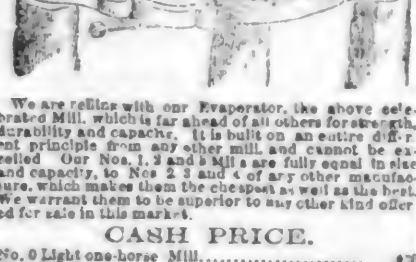 We are selling with our Evaporator, the above cele-
brated Mill, which is far ahead of all others for strength,
durability and capacity. It is built on an entire differ-
ent principle from any other mill, and cannot be ex-
celled Our Nos. 1, 2 and 3 Mills are fully equal in size
and capacity, to Nos 2 3 and 4 of any other manufac-
ture, which makes them the cheapest as well as the best.
We warrant them to be superior to any other kind offer
ed for sale in this market.
CASH PRICE.
No. 0 Light one-horse Mill